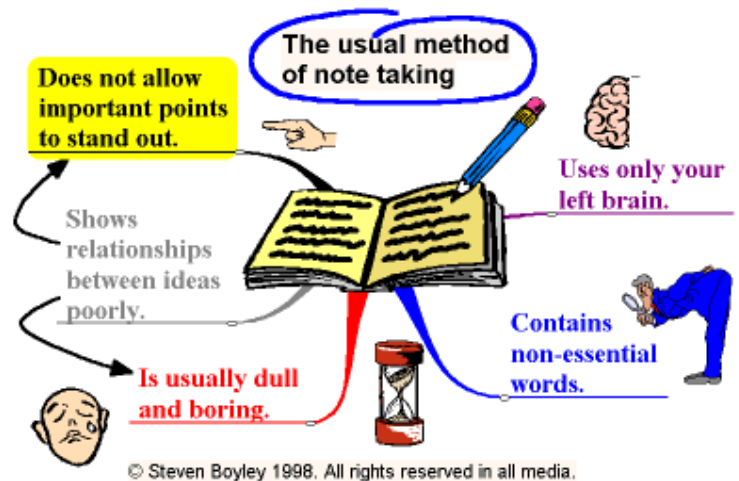 The usual method
of note taking
Does not allow
important points
to stand out.
Uses only your
left brain.
Shows
relationships
between ideas
poorly.
Contains
non-essential
words.
Is usually dull
and boring.
© Steven Boyley 1998. All rights reserved in all media.